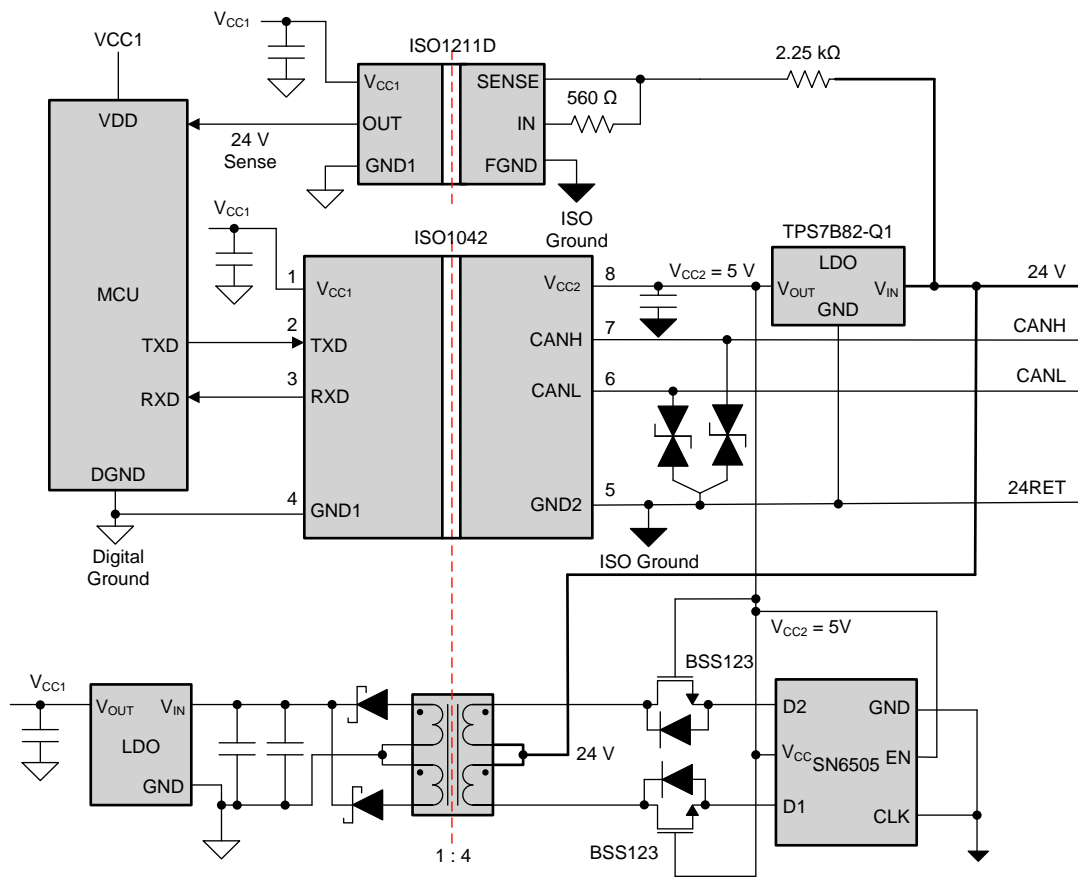 VCC1
ISO1211D
2.25 kΩ
VCC1
VDD
VCC1
OUT
GND1
SENSE
IN
FGND
560 Ω
24 V
Sense
ISO
Ground
VCC1
ISO1042
TPS7B82-Q1
MCU
TXD
RXD
DGND
Digital
Ground
1
2
3
4
VCC1
TXD
RXD
GND1
VCC2
CANH
CANL
GND2
8
7
6
5
VCC2 = 5 V
LDO
VOUT
VIN
GND
24 V
CANH
CANL
24RET
ISO Ground
VCC2 = 5V
BSS123
VCC1
VOUT
VIN
LDO
GND
24 V
1 : 4
BSS123
D2
GND
VCC
SN6505
EN
D1
CLK